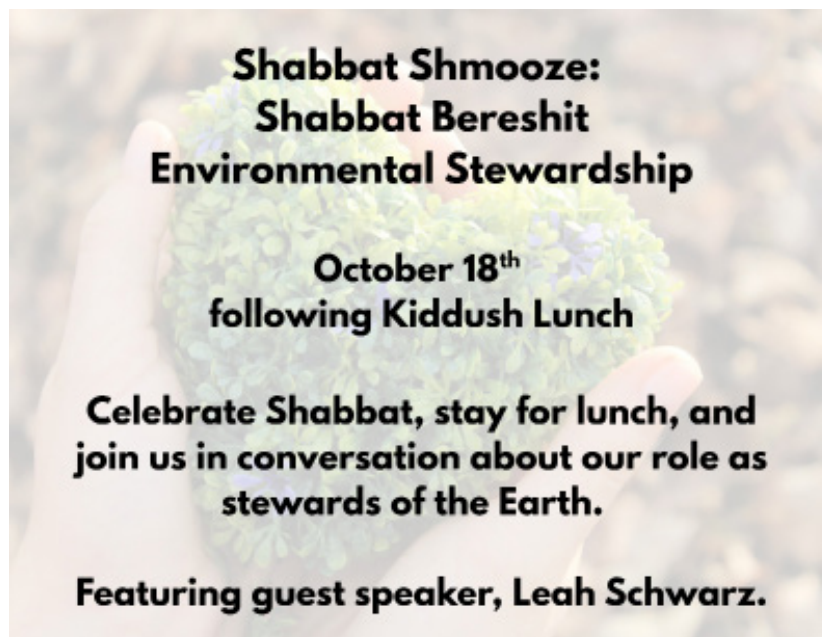 Shabbat Shmooze:
Shabbat Bereshit
Environmental Stewardship
October 18th
following Kiddush Lunch
Celebrate Shabbat, stay for lunch, and
join us in conversation about our role as
stewards of the Earth.
Featuring guest speaker, Leah Schwarz.